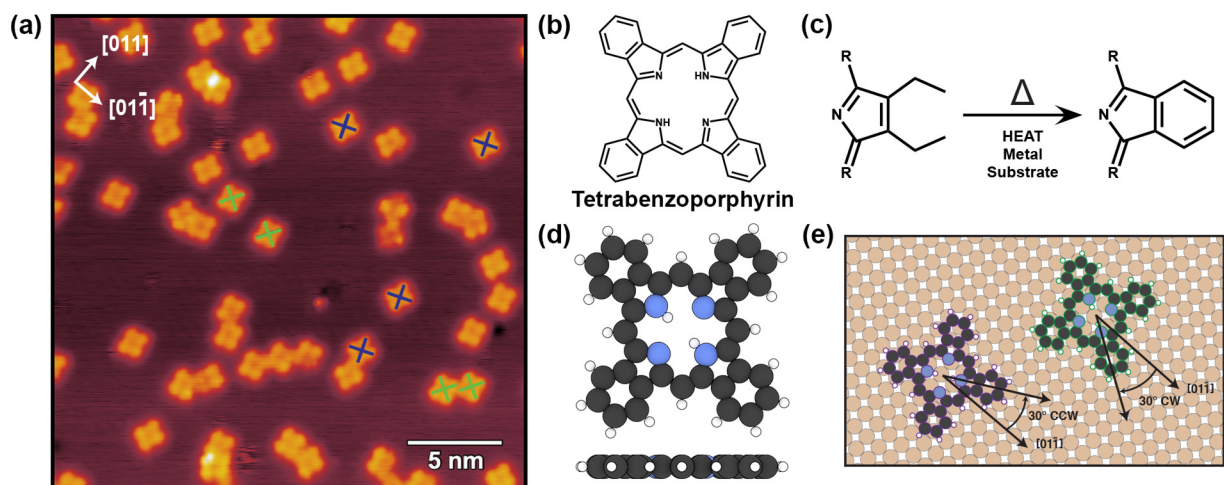 (a)
[011]
[011̄]
5 nm
(b)
N
HN
NH
N
Tetrabenzoporphyrin
(c)
R
N
R
Δ
HEAT
Metal
Substrate
R
N
R
(d)
(e)
[011̄]
30° CW
30° CCW
[011̄]